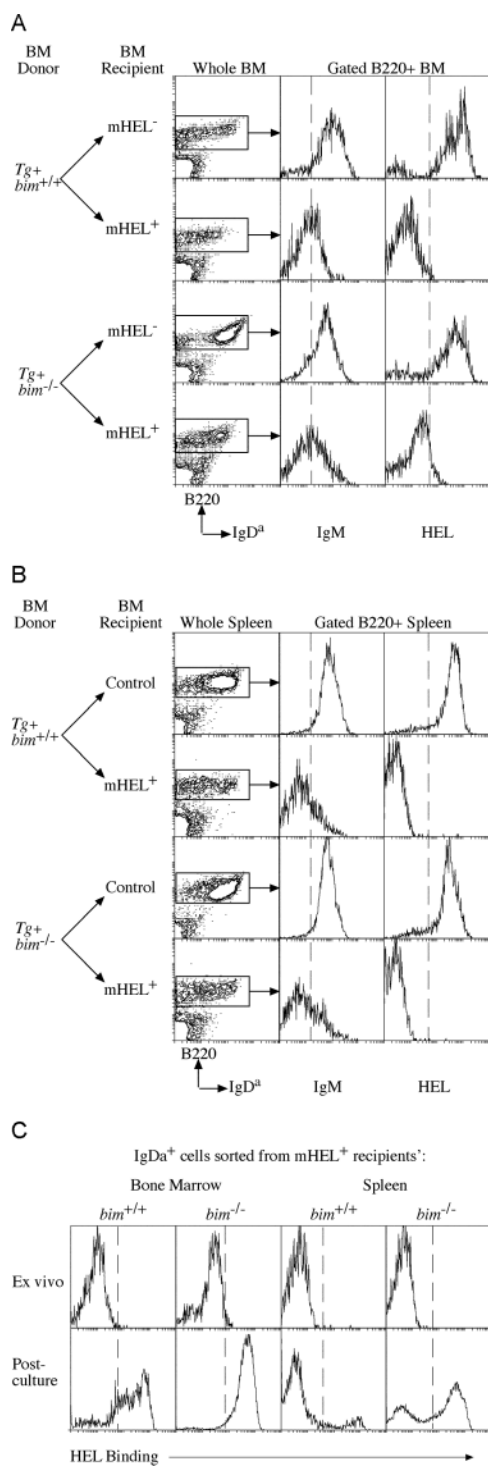 A
BM Donor
BM Recipient
Whole BM
Gated B220+ BM
Tg+ bim+/+
mHEL-
mHEL+
Tg+ bim-/-
mHEL-
mHEL+
B220
IgDa
IgM
HEL
B
BM Donor
BM Recipient
Whole Spleen
Gated B220+ Spleen
Tg+ bim+/+
Control
mHEL+
Tg+ bim-/-
Control
mHEL+
B220
IgDa
IgM
HEL
C
IgDa+ cells sorted from mHEL+ recipients':
Bone Marrow
Spleen
bim+/+
bim-/-
bim+/+
bim-/-
Ex vivo
Post-
culture
HEL Binding